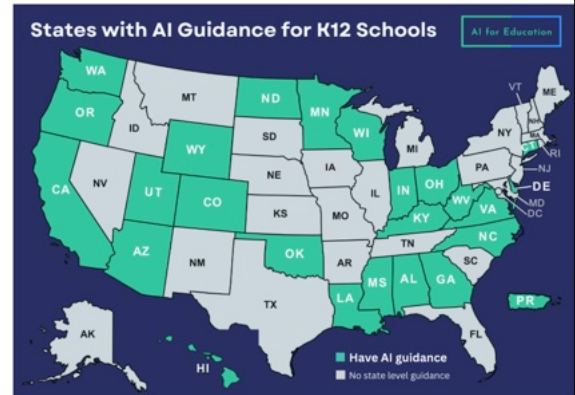 States with AI Guidance for K12 Schools
AI for Education
WA
MT
ND
MN
VT
ME
OR
ID
SD
WI
NH
NY
MA
WY
MI
CT
RI
NV
NE
IA
PA
NJ
CA
UT
CO
IL
IN
OH
DE
KS
MO
WV
VA
MD
DC
KY
AZ
NM
OK
AR
TN
NC
SC
TX
LA
MS
AL
GA
PR
AK
HI
FL
Have AI guidance
No state level guidance